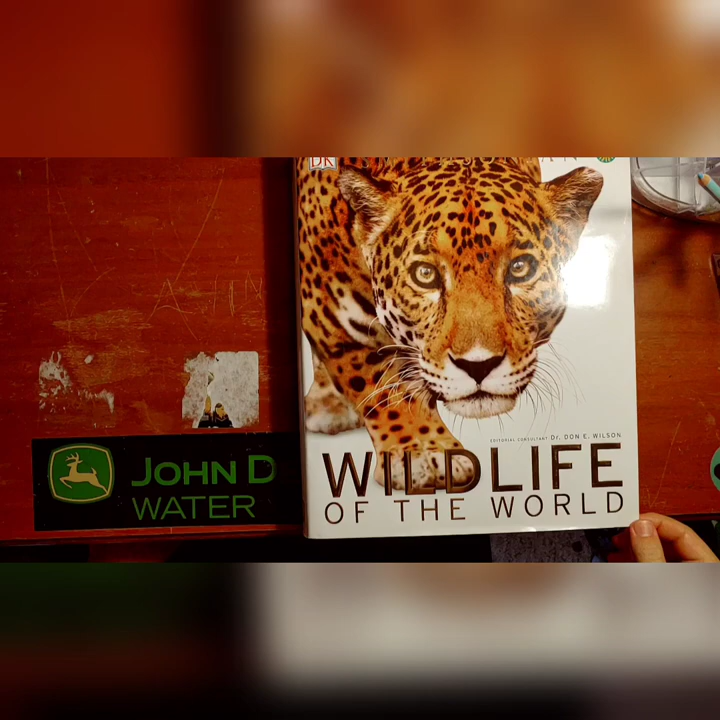 DK
JOHN D
WATER
EDITORIAL CONSULTANT DR. DON E. WILSON
WILDLIFE
OF THE WORLD